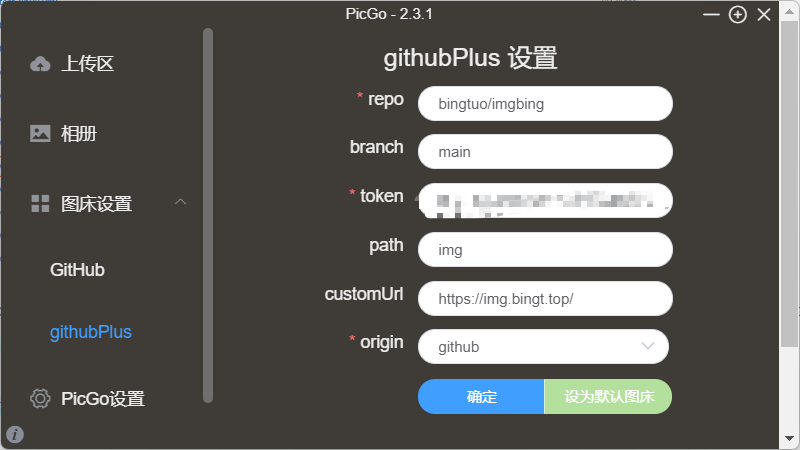 PicGo - 2.3.1
上传区
相册
图床设置
GitHub
githubPlus
PicGo设置
githubPlus 设置
* repo
bingtuo/imgbing
branch
main
* token
path
img
customUrl
https://img.bingt.top/
* origin
github
确定
设为默认图床